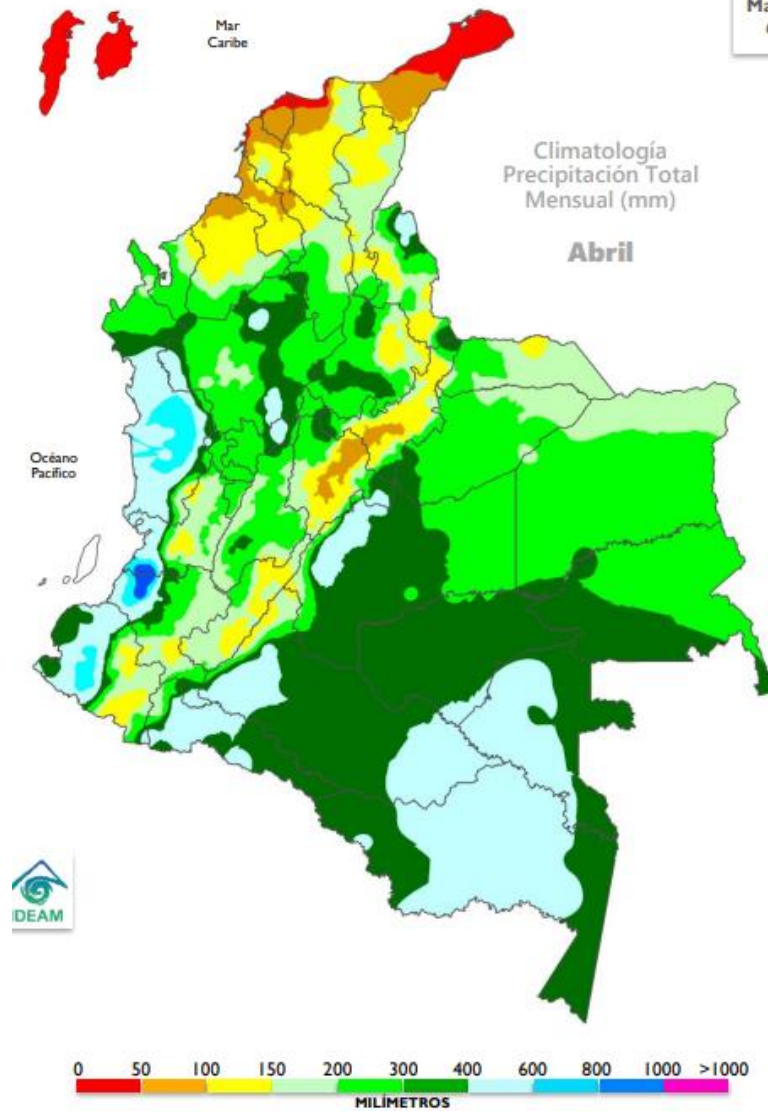 Mar
Caribe
Climatología
Precipitación Total
Mensual (mm)
Abril
Océano
Pacífico
IDEAM
0 50 100 150 200 300 400 600 800 1000 >1000
MILÍMETROS